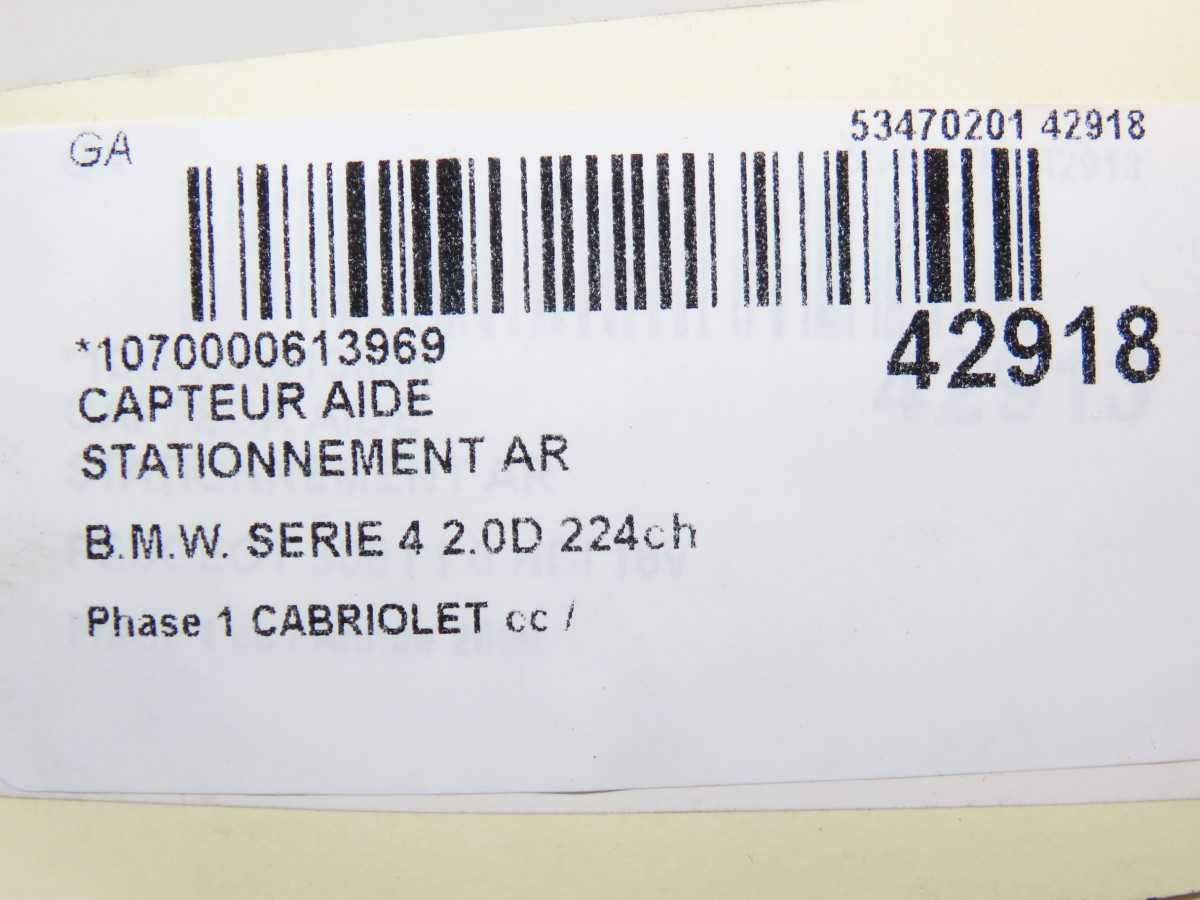 GA
53470201 42918
*1070000613969
42918
CAPTEUR AIDE
STATIONNEMENT AR
B.M.W. SERIE 4 2.0D 224ch
Phase 1 CABRIOLET cc /